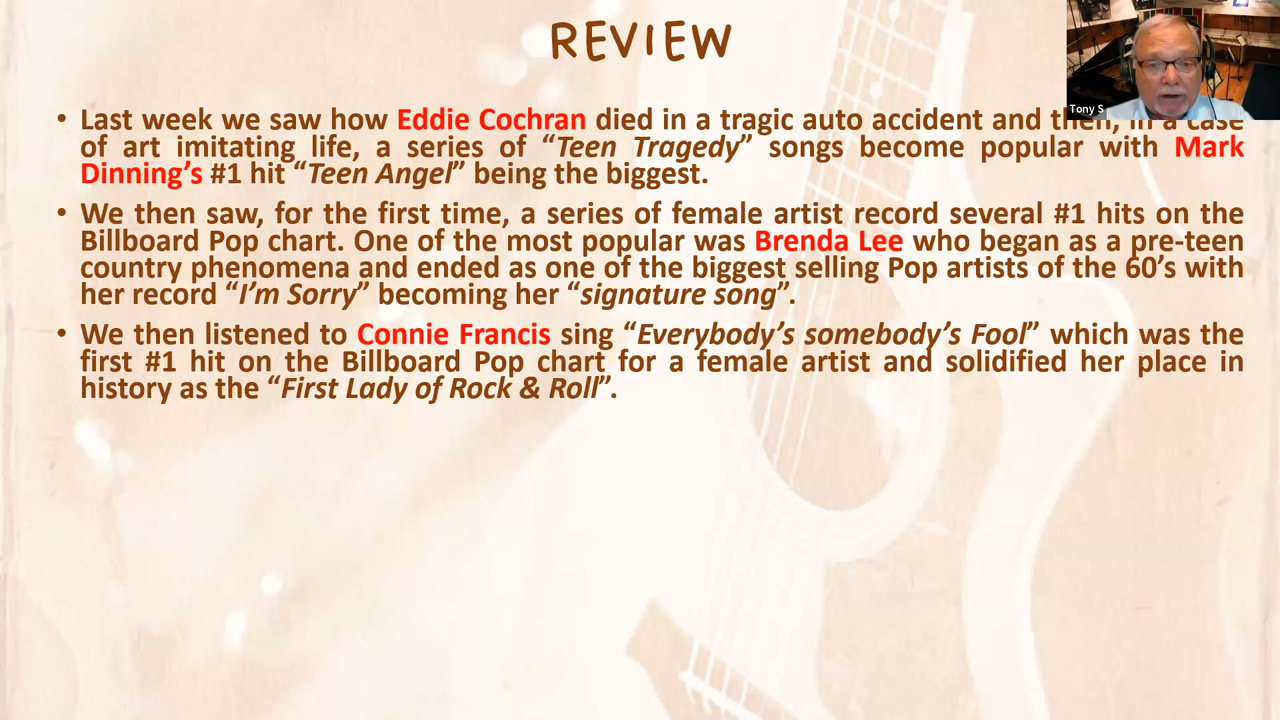 REVIEW
Tony S
• Last week we saw how Eddie Cochran died in a tragic auto accident and then, in a case
of art imitating life, a series of “Teen Tragedy” songs become popular with Mark
Dinning’s #1 hit “Teen Angel” being the biggest.
• We then saw, for the first time, a series of female artist record several #1 hits on the
Billboard Pop chart. One of the most popular was Brenda Lee who began as a pre-teen
country phenomena and ended as one of the biggest selling Pop artists of the 60’s with
her record “I’m Sorry” becoming her “signature song”.
• We then listened to Connie Francis sing “Everybody’s somebody’s Fool” which was the
first #1 hit on the Billboard Pop chart for a female artist and solidified her place in
history as the “First Lady of Rock & Roll”.